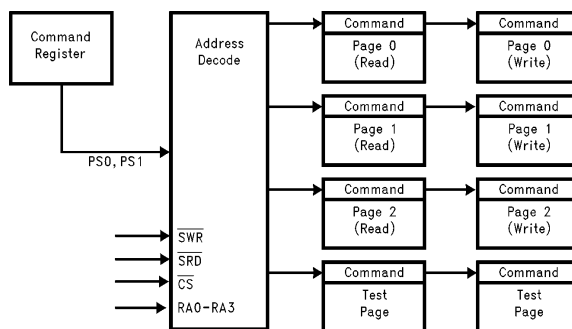 Command
Register
PS0, PS1
Address
Decode
SWR
SRD
CS
RA0-RA3
Command
Page 0
(Read)
Command
Page 0
(Write)
Command
Page 1
(Read)
Command
Page 1
(Write)
Command
Page 2
(Read)
Command
Page 2
(Write)
Command
Test
Page
Command
Test
Page